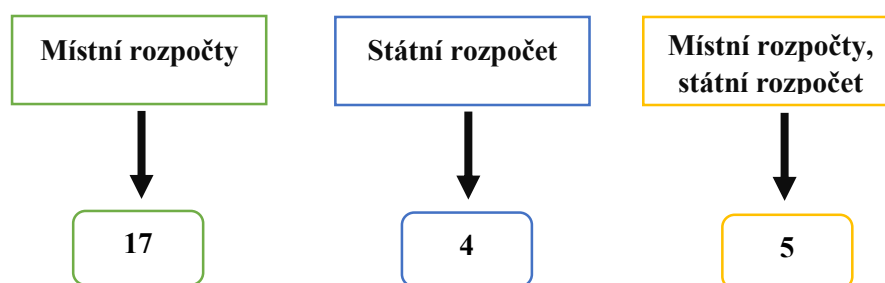 Místní rozpočty
Státní rozpočet
Místní rozpočty,
státní rozpočet
17
4
5